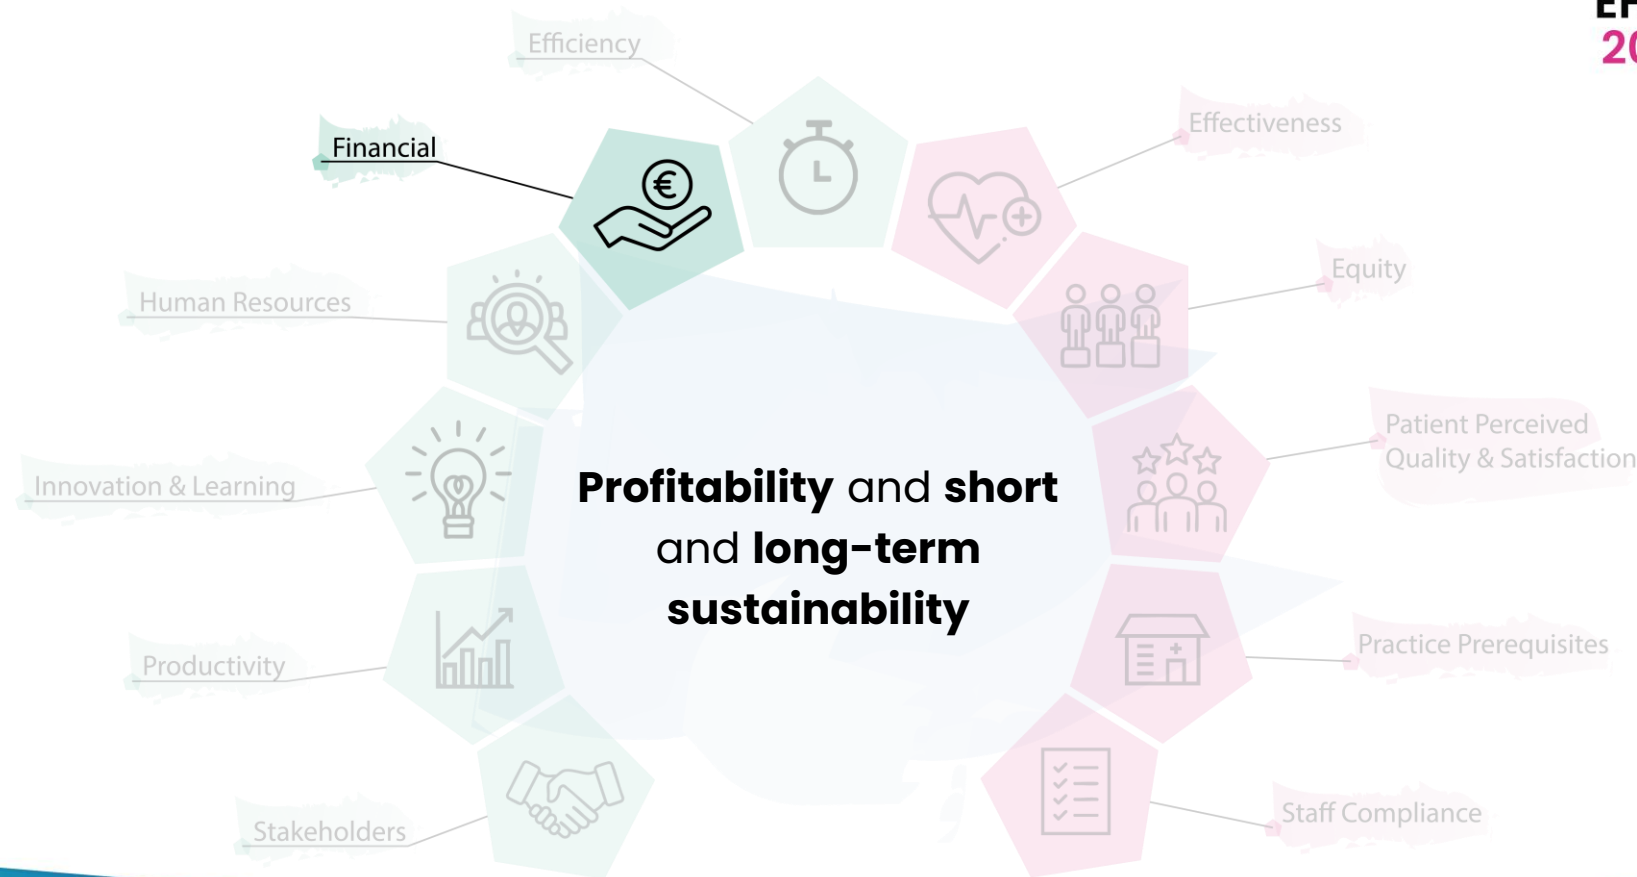 Efficiency
Financial
Effectiveness
Human Resources
Equity
Innovation & Learning
Patient Perceived
Quality & Satisfaction
Profitability and short
and long-term
sustainability
Productivity
Practice Prerequisites
Stakeholders
Staff Compliance